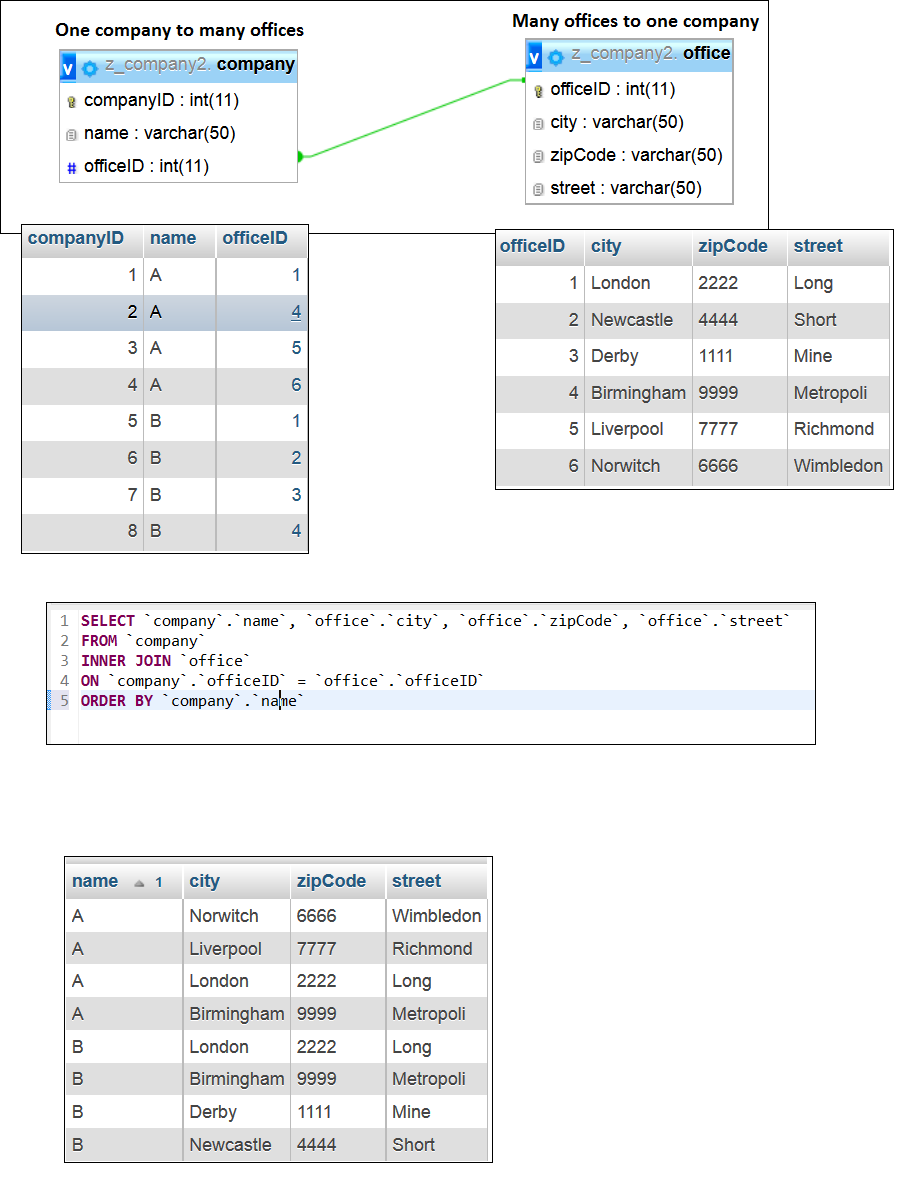 One company to many offices
Many offices to one company
v z_company2. company
companyID : int(11)
name : varchar(50)
# officeID : int(11)
v z_company2. office
officeID : int(11)
city : varchar(50)
zipCode : varchar(50)
street : varchar(50)
companyID name officeID
1 A 1
2 A 4
3 A 5
4 A 6
5 B 1
6 B 2
7 B 3
8 B 4
officeID city zipCode street
1 London 2222 Long
2 Newcastle 4444 Short
3 Derby 1111 Mine
4 Birmingham 9999 Metropoli
5 Liverpool 7777 Richmond
6 Norwitch 6666 Wimbledon
1 SELECT `company`.`name`, `office`.`city`, `office`.`zipCode`, `office`.`street`
2 FROM `company`
3 INNER JOIN `office`
4 ON `company`.`officeID` = `office`.`officeID`
5 ORDER BY `company`.`name`
name 1 city zipCode street
A Norwitch 6666 Wimbledon
A Liverpool 7777 Richmond
A London 2222 Long
A Birmingham 9999 Metropoli
B London 2222 Long
B Birmingham 9999 Metropoli
B Derby 1111 Mine
B Newcastle 4444 Short